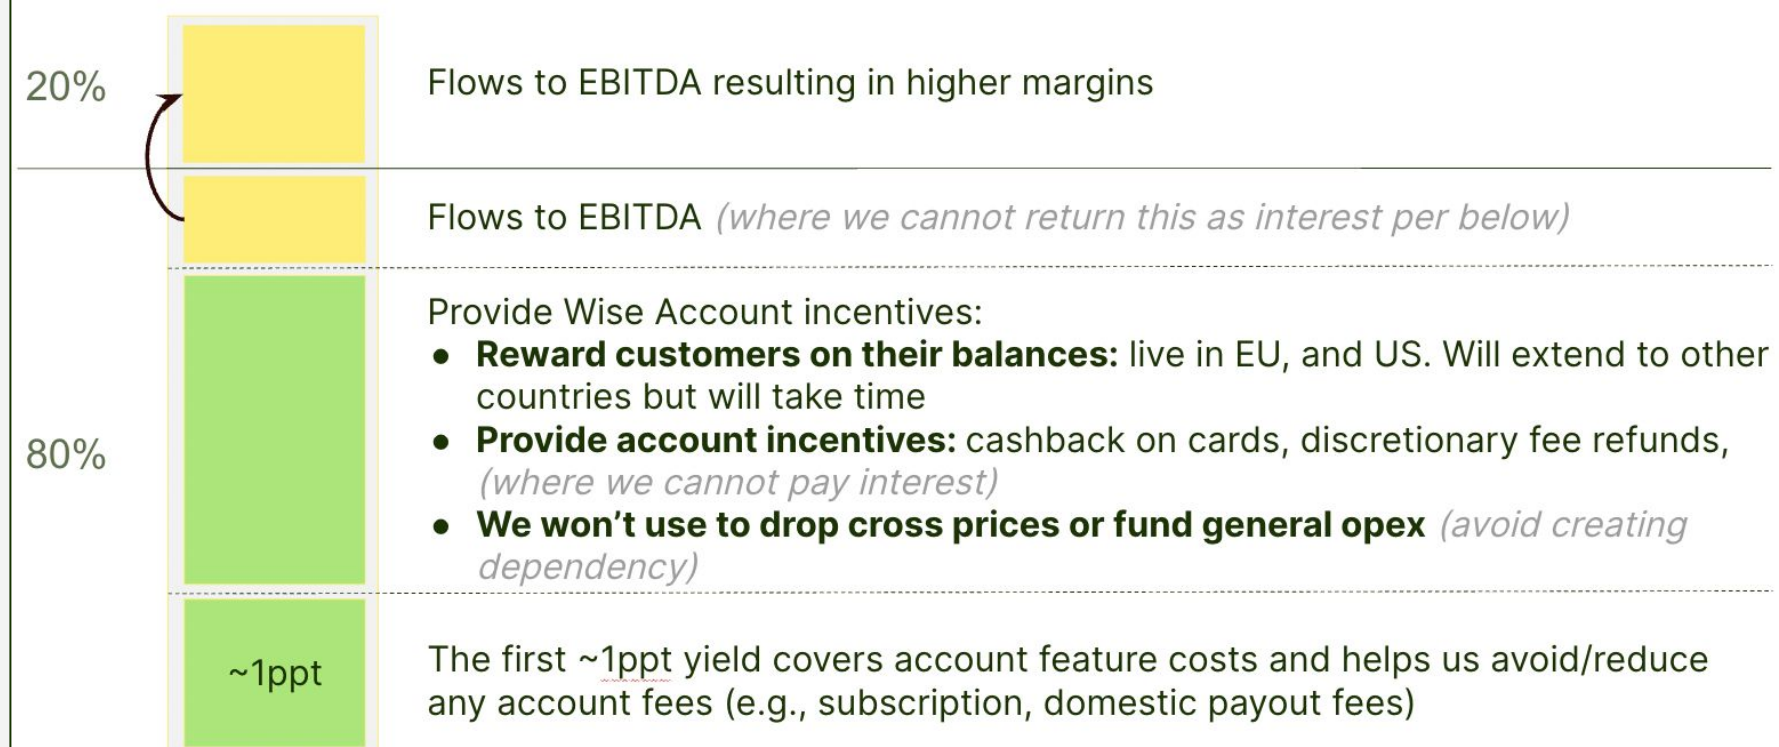 20%
Flows to EBITDA resulting in higher margins
Flows to EBITDA (where we cannot return this as interest per below)
80%
Provide Wise Account incentives:
● Reward customers on their balances: live in EU, and US. Will extend to other
countries but will take time
● Provide account incentives: cashback on cards, discretionary fee refunds,
(where we cannot pay interest)
● We won’t use to drop cross prices or fund general opex (avoid creating
dependency)
~1ppt
The first ~1ppt yield covers account feature costs and helps us avoid/reduce
any account fees (e.g., subscription, domestic payout fees)